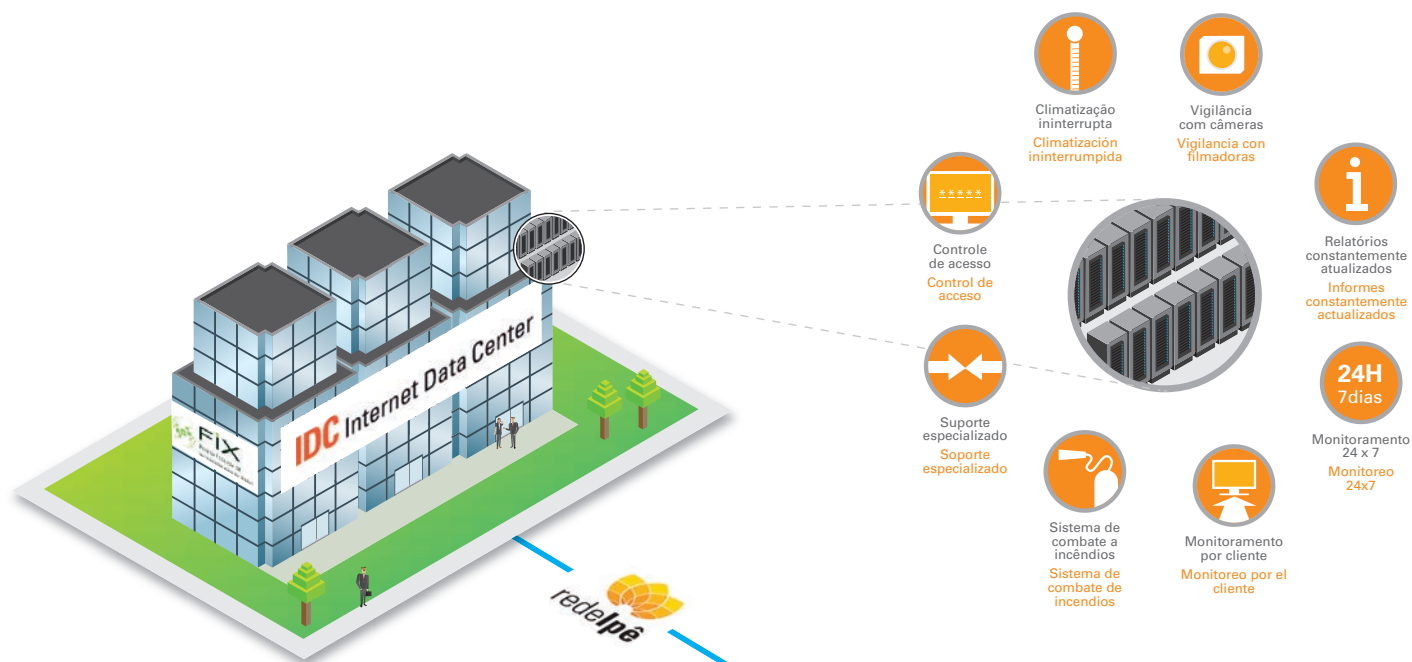 FIX
IDC Internet Data Center
redeIpê
Climatização
ininterrupta
Climatización
ininterrumpida
Vigilância
com câmeras
Vigilancia con
filmadoras
*****
Controle
de acesso
Control de
acceso
i
Relatórios
constantemente
atualizados
Informes
constantemente
actualizados
Suporte
especializado
Soporte
especializado
24H
7dias
Monitoramento
24 x 7
Monitoreo
24x7
Sistema de
combate a
incêndios
Sistema de
combate de
incendios
Monitoramento
por cliente
Monitoreo por el
cliente